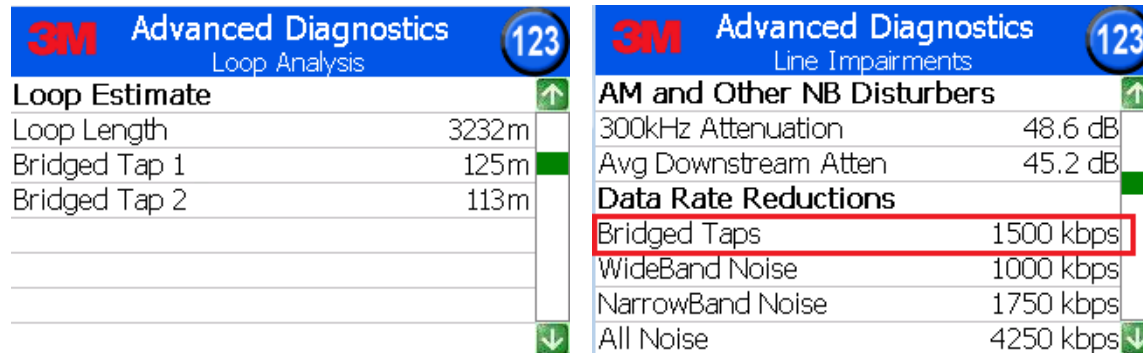 3M Advanced Diagnostics 123
Loop Analysis
Loop Estimate
Loop Length 3232m
Bridged Tap 1 125m
Bridged Tap 2 113m
3M Advanced Diagnostics 123
Line Impairments
AM and Other NB Disturbers
300kHz Attenuation 48.6 dB
Avg Downstream Atten 45.2 dB
Data Rate Reductions
Bridged Taps 1500 kbps
WideBand Noise 1000 kbps
NarrowBand Noise 1750 kbps
All Noise 4250 kbps